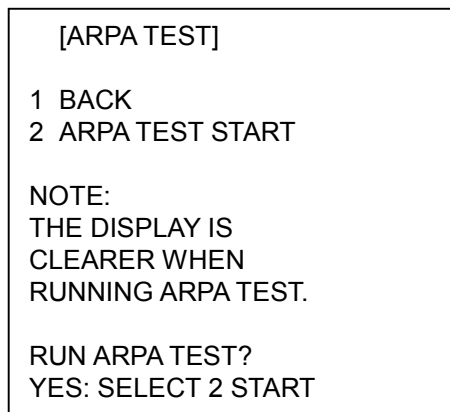 [ARPA TEST]
1 BACK
2 ARPA TEST START
NOTE:
THE DISPLAY IS
CLEARER WHEN
RUNNING ARPA TEST.
RUN ARPA TEST?
YES: SELECT 2 START